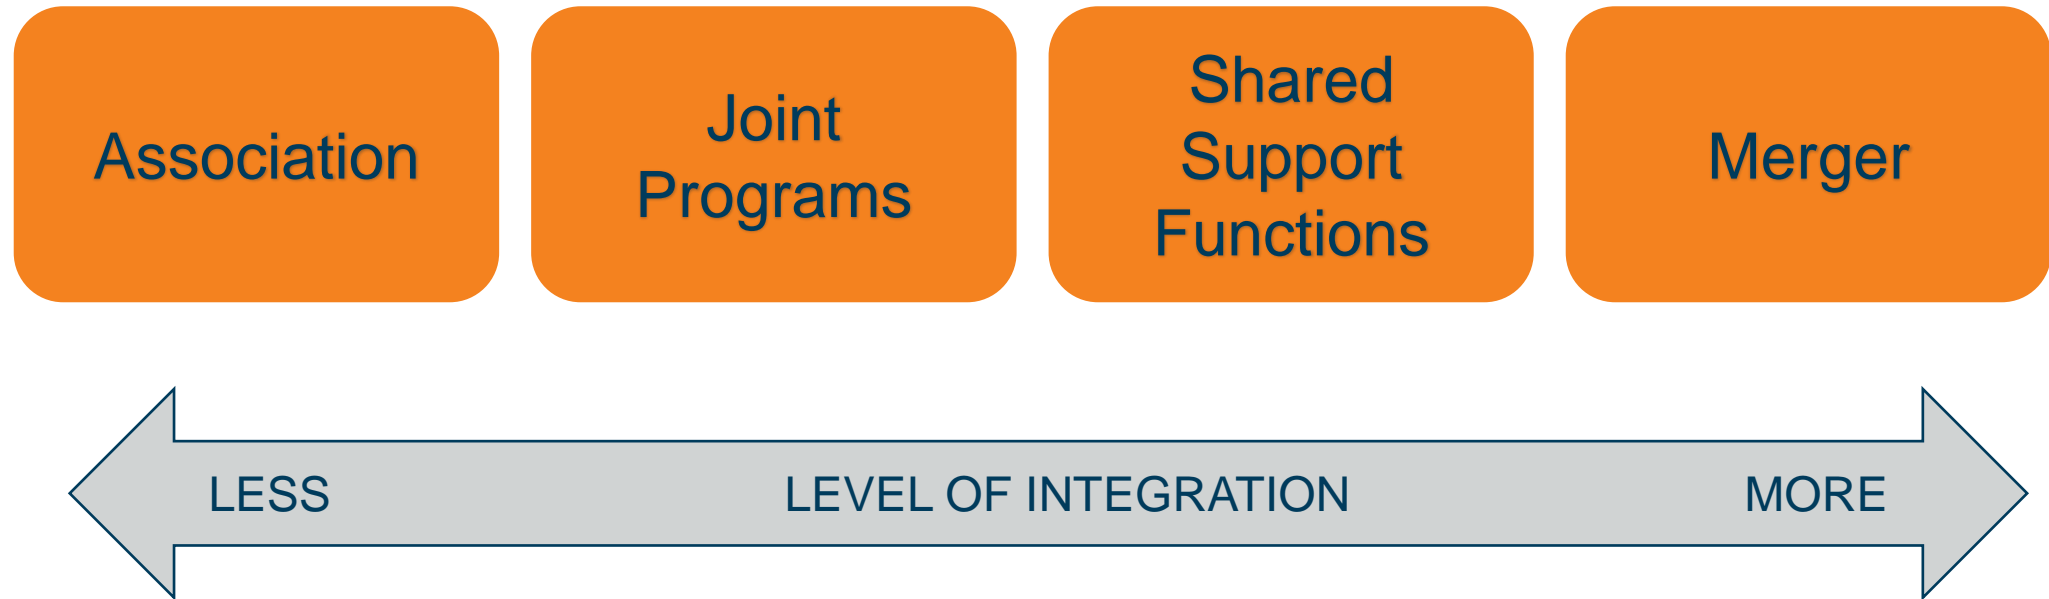 Association
Joint
Programs
Shared
Support
Functions
Merger
LESS
LEVEL OF INTEGRATION
MORE